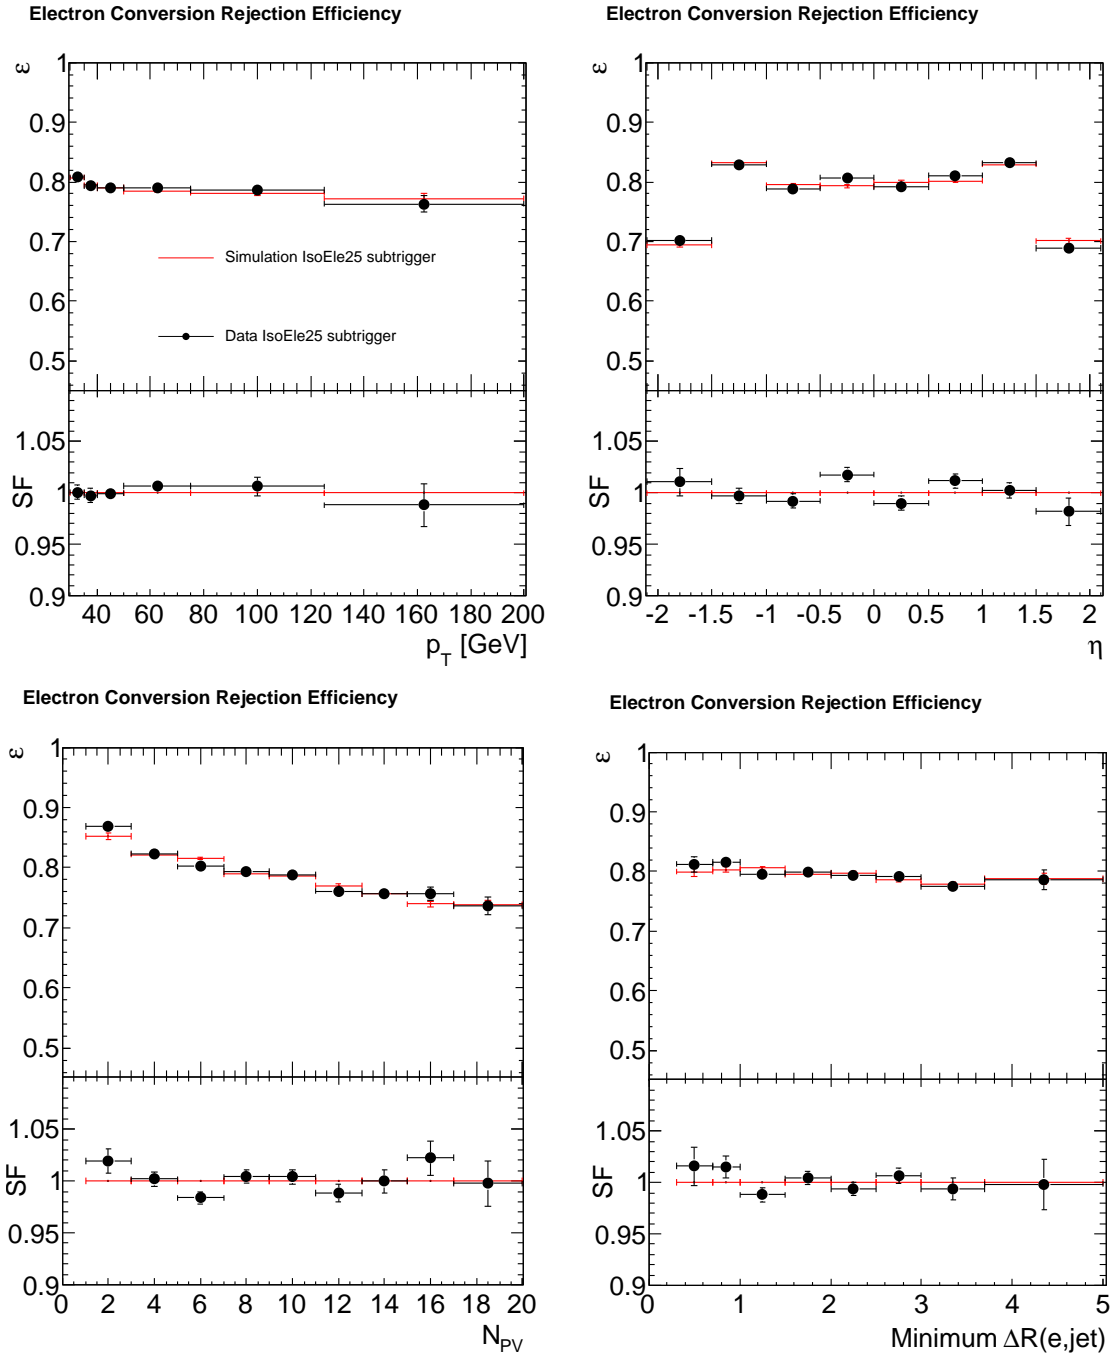 Electron Conversion Rejection Efficiency
ε
1
0.9
0.8
0.7
0.6
0.5
Simulation IsoEle25 subtrigger
Data IsoEle25 subtrigger
SF
1.05
1
0.95
0.9
40 60 80 100 120 140 160 180 200
p_T [GeV]
Electron Conversion Rejection Efficiency
ε
1
0.9
0.8
0.7
0.6
0.5
SF
1.05
1
0.95
0.9
-2 -1.5 -1 -0.5 0 0.5 1 1.5 2
η
Electron Conversion Rejection Efficiency
ε
1
0.9
0.8
0.7
0.6
0.5
SF
1.05
1
0.95
0.9
0 2 4 6 8 10 12 14 16 18 20
N_PV
Electron Conversion Rejection Efficiency
ε
1
0.9
0.8
0.7
0.6
0.5
SF
1.05
1
0.95
0.9
0 1 2 3 4 5
Minimum ΔR(e,jet)